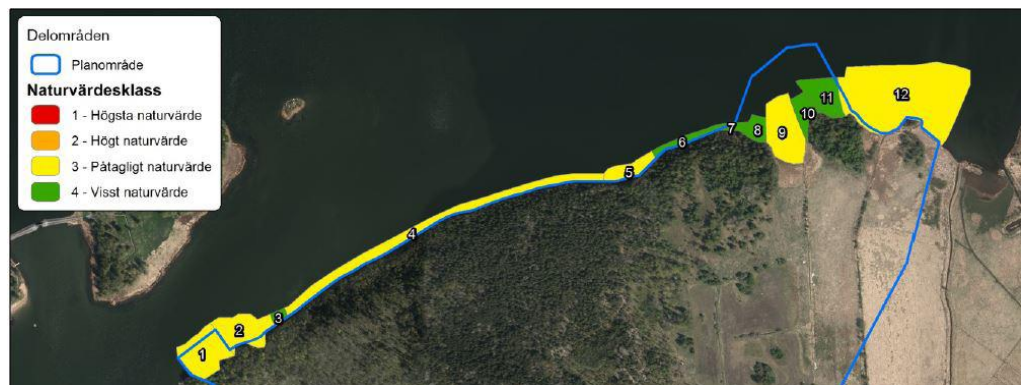 Delområden
Planområde
Naturvärdesklass
1 - Högsta naturvärde
2 - Högt naturvärde
3 - Påtagligt naturvärde
4 - Visst naturvärde
1
2
3
4
5
6
7
8
9
10
11
12